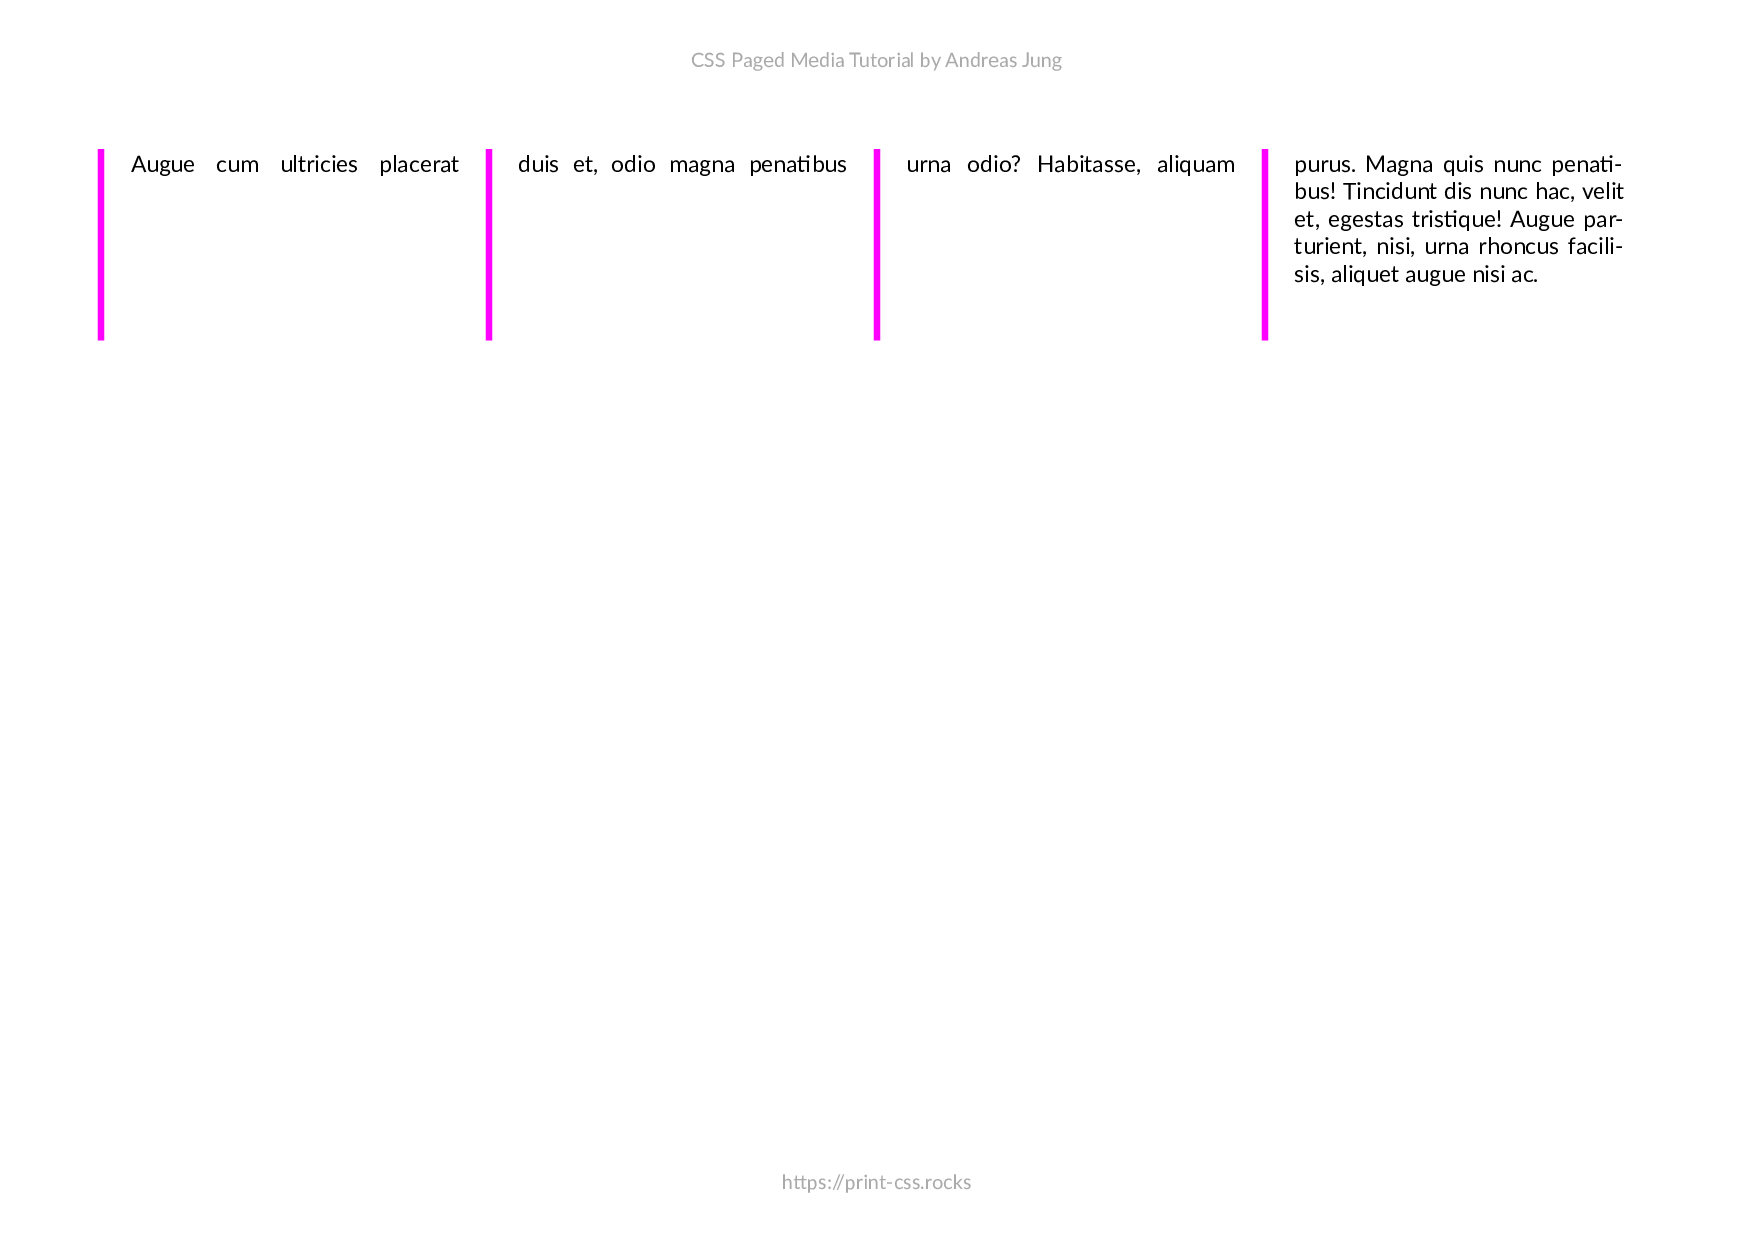 CSS Paged Media Tutorial by Andreas Jung
Augue cum ultricies placerat
duis et, odio magna penatibus
urna odio? Habitasse, aliquam
purus. Magna quis nunc penati-
bus! Tincidunt dis nunc hac, velit
et, egestas tristique! Augue par-
turient, nisi, urna rhoncus facili-
sis, aliquet augue nisi ac.
https://print-css.rocks